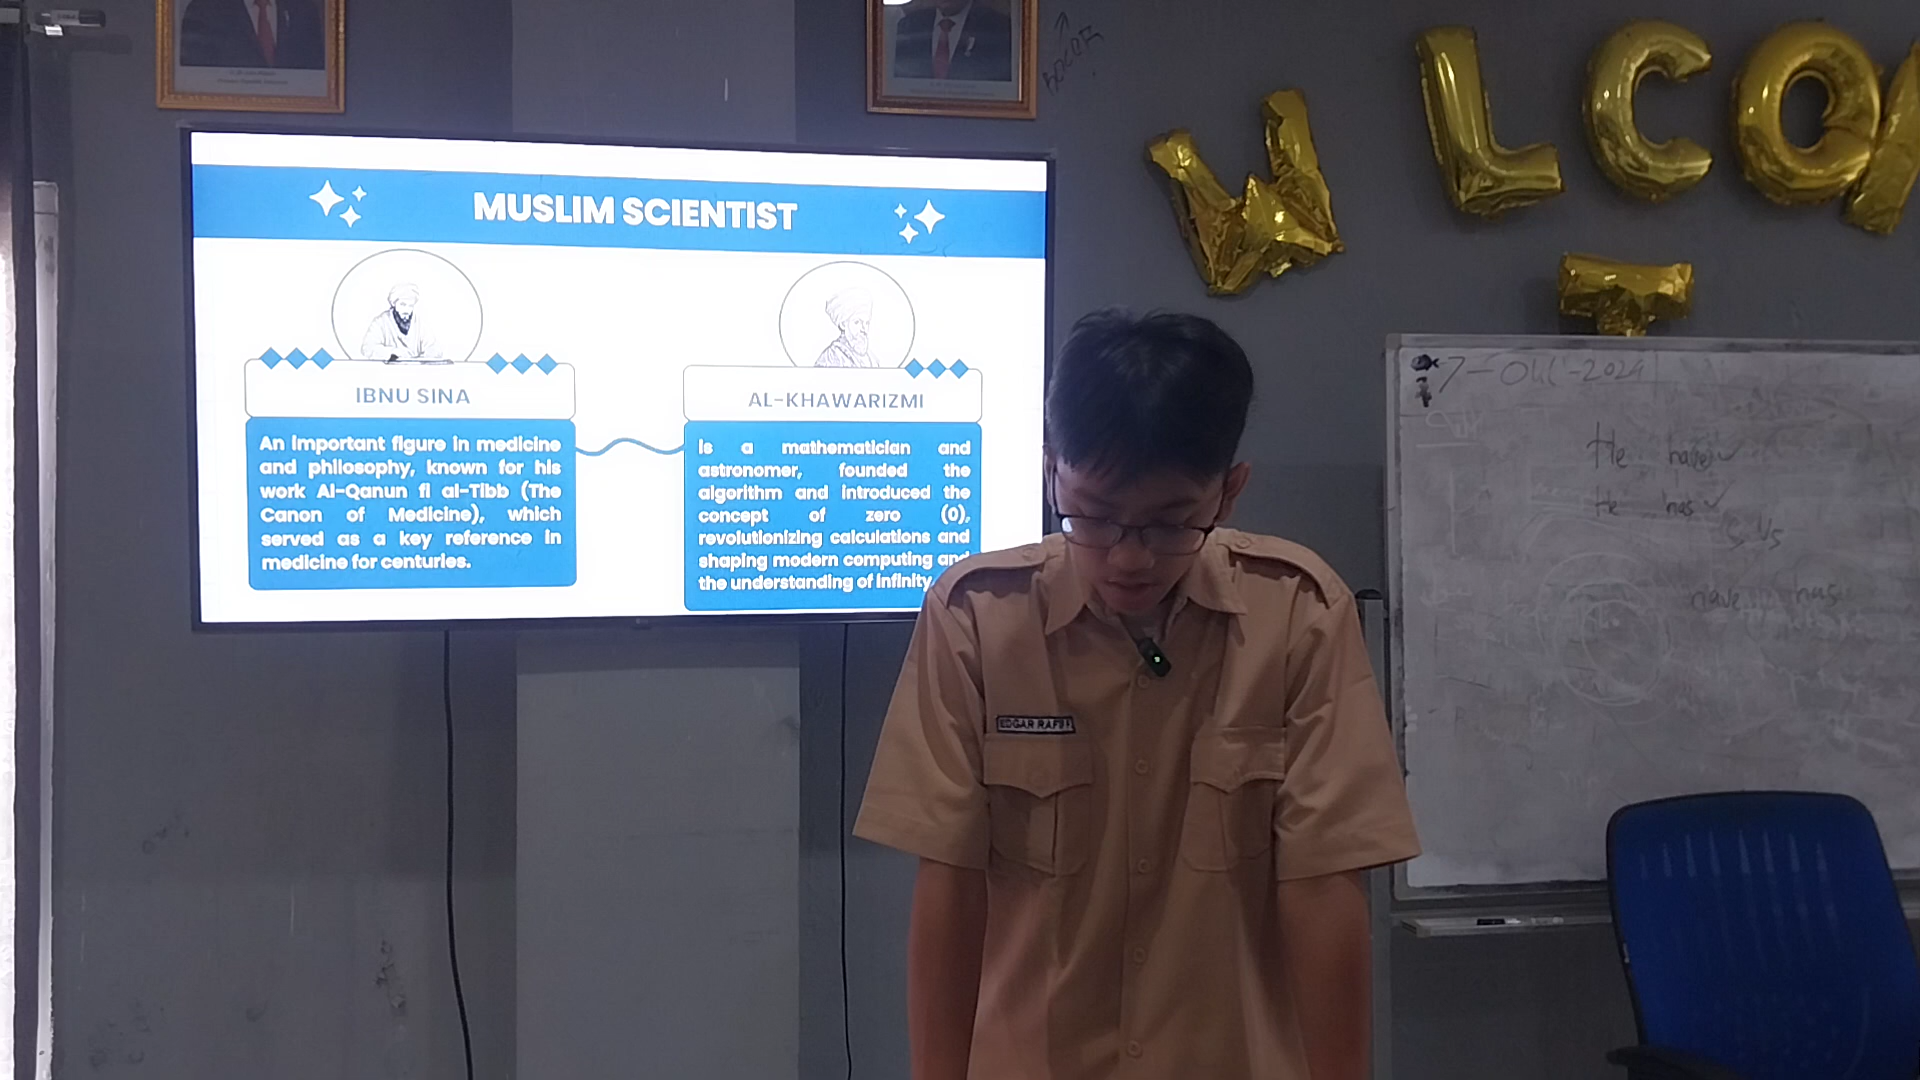 MUSLIM SCIENTIST
IBNU SINA
An important figure in medicine
and philosophy, known for his
work Al-Qanun fi al-Tibb (The
Canon of Medicine), which
served as a key reference in
medicine for centuries.
AL-KHAWARIZMI
is a mathematician and
astronomer, founded the
algorithm and introduced the
concept of zero (0),
revolutionizing calculations and
shaping modern computing and
the understanding of infinity
W LCO
T
He have
He has
have has
EDGAR